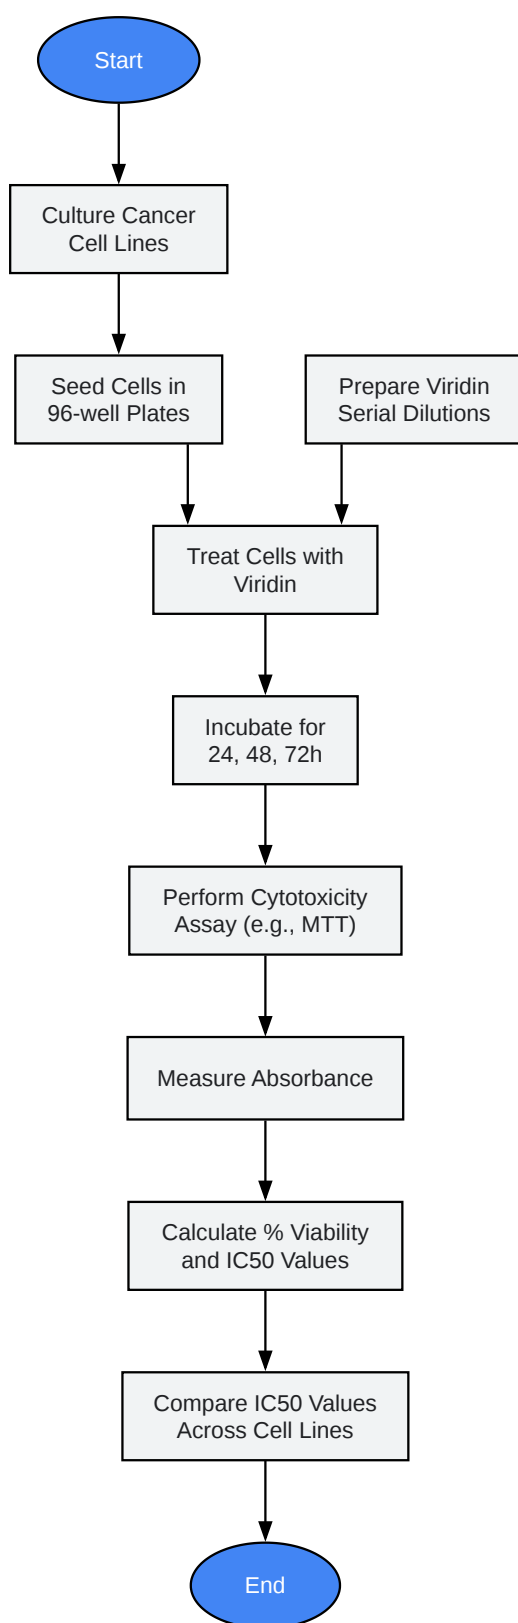 Start
Culture Cancer
Cell Lines
Seed Cells in
96-well Plates
Prepare Viridin
Serial Dilutions
Treat Cells with
Viridin
Incubate for
24, 48, 72h
Perform Cytotoxicity
Assay (e.g., MTT)
Measure Absorbance
Calculate % Viability
and IC50 Values
Compare IC50 Values
Across Cell Lines
End